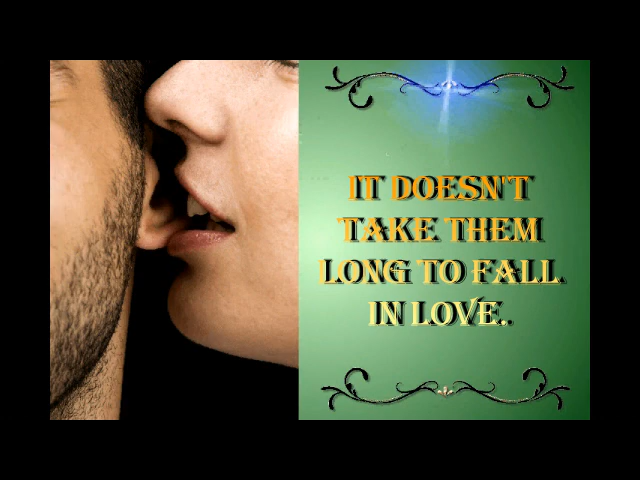 IT DOESN'T
TAKE THEM
LONG TO FALL
IN LOVE.